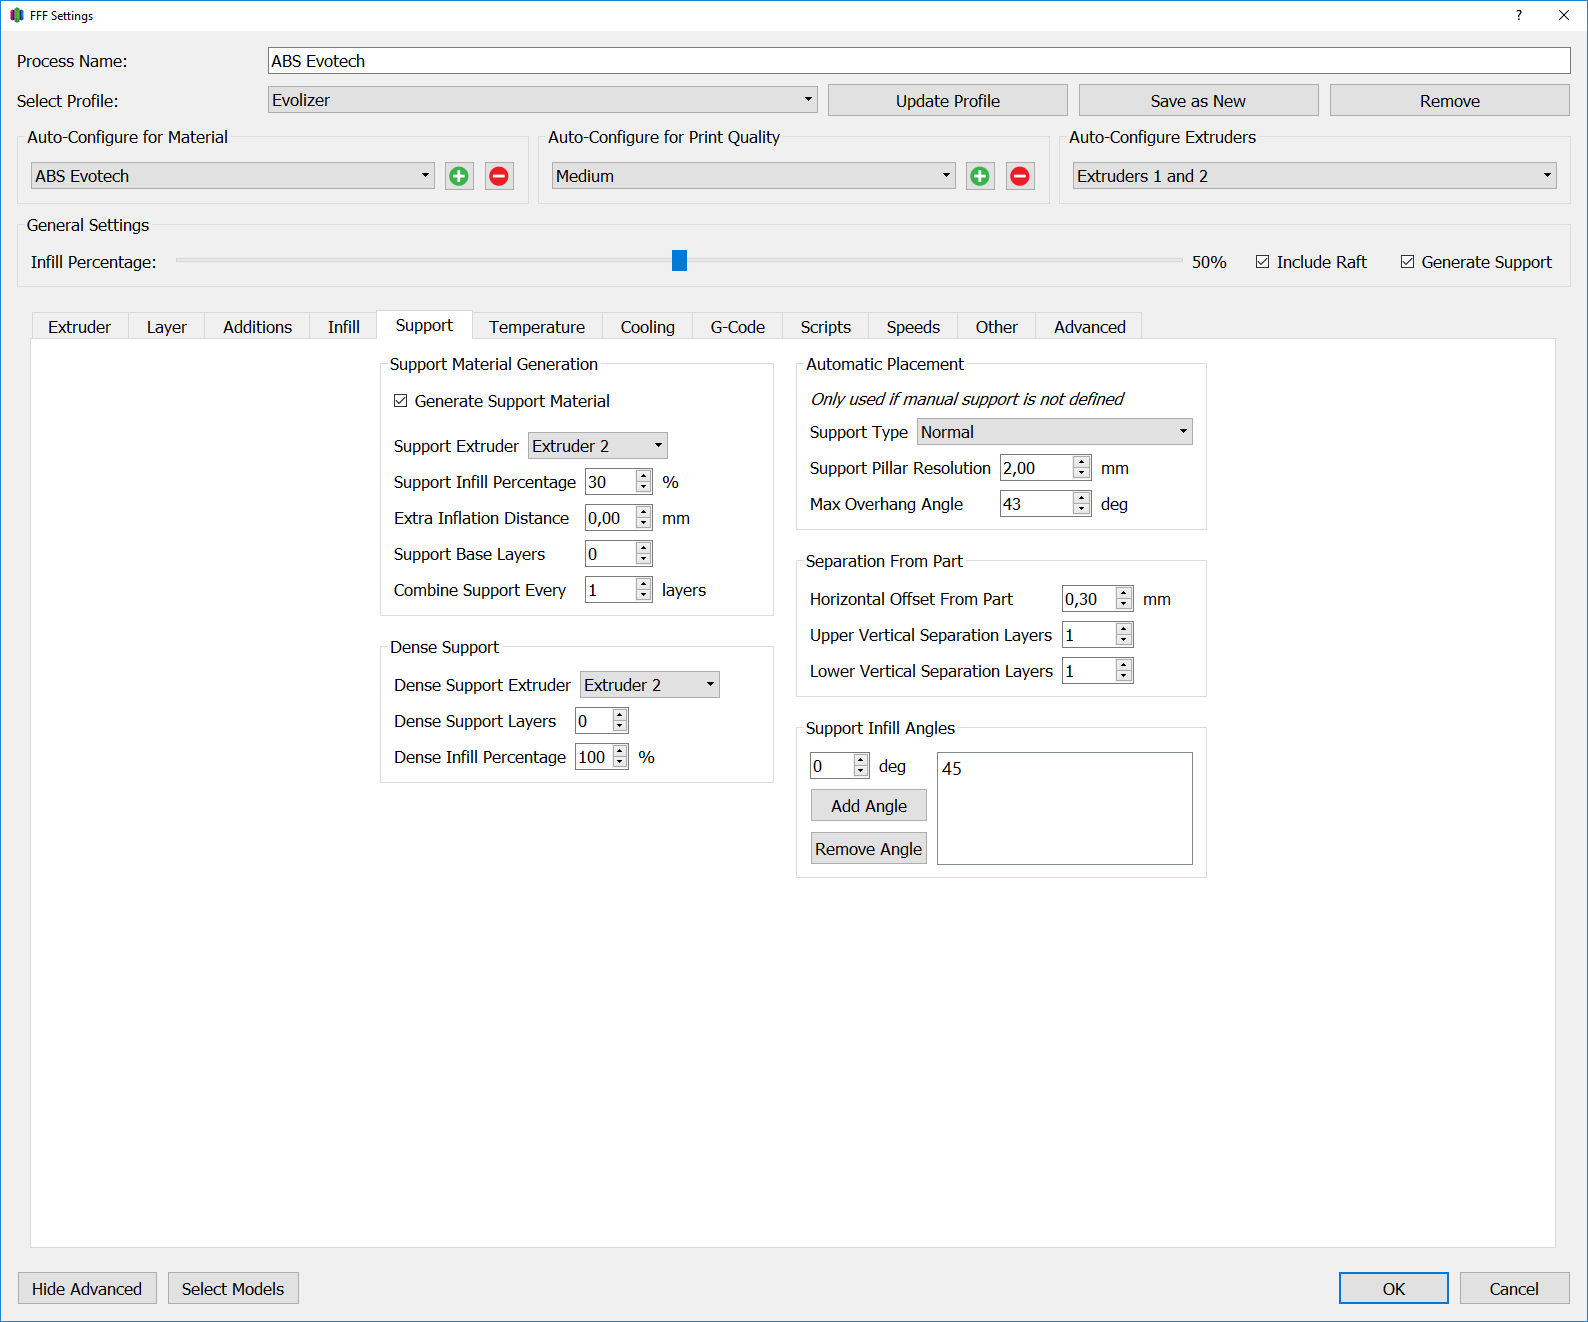 FFF Settings
?
Process Name: ABS Evotech
Select Profile: Evolizer Update Profile Save as New Remove
Auto-Configure for Material Auto-Configure for Print Quality Auto-Configure Extruders
ABS Evotech Medium Extruders 1 and 2
General Settings
Infill Percentage: 50% Include Raft Generate Support
Extruder Layer Additions Infill Support Temperature Cooling G-Code Scripts Speeds Other Advanced
Support Material Generation
Generate Support Material
Support Extruder Extruder 2
Support Infill Percentage 30 %
Extra Inflation Distance 0,00 mm
Support Base Layers 0
Combine Support Every 1 layers
Dense Support
Dense Support Extruder Extruder 2
Dense Support Layers 0
Dense Infill Percentage 100 %
Automatic Placement
Only used if manual support is not defined
Support Type Normal
Support Pillar Resolution 2,00 mm
Max Overhang Angle 43 deg
Separation From Part
Horizontal Offset From Part 0,30 mm
Upper Vertical Separation Layers 1
Lower Vertical Separation Layers 1
Support Infill Angles
0 deg 45
Add Angle
Remove Angle
Hide Advanced Select Models OK Cancel